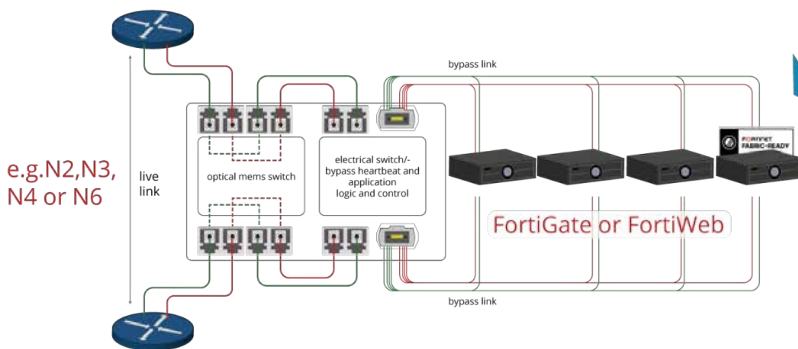 bypass link
e.g.N2,N3,
N4 or N6
live
link
optical mems switch
electrical switch/-
bypass heartbeat and
application
logic and control
FORTINET
FABRIC-READY
FortiGate or FortiWeb
bypass link